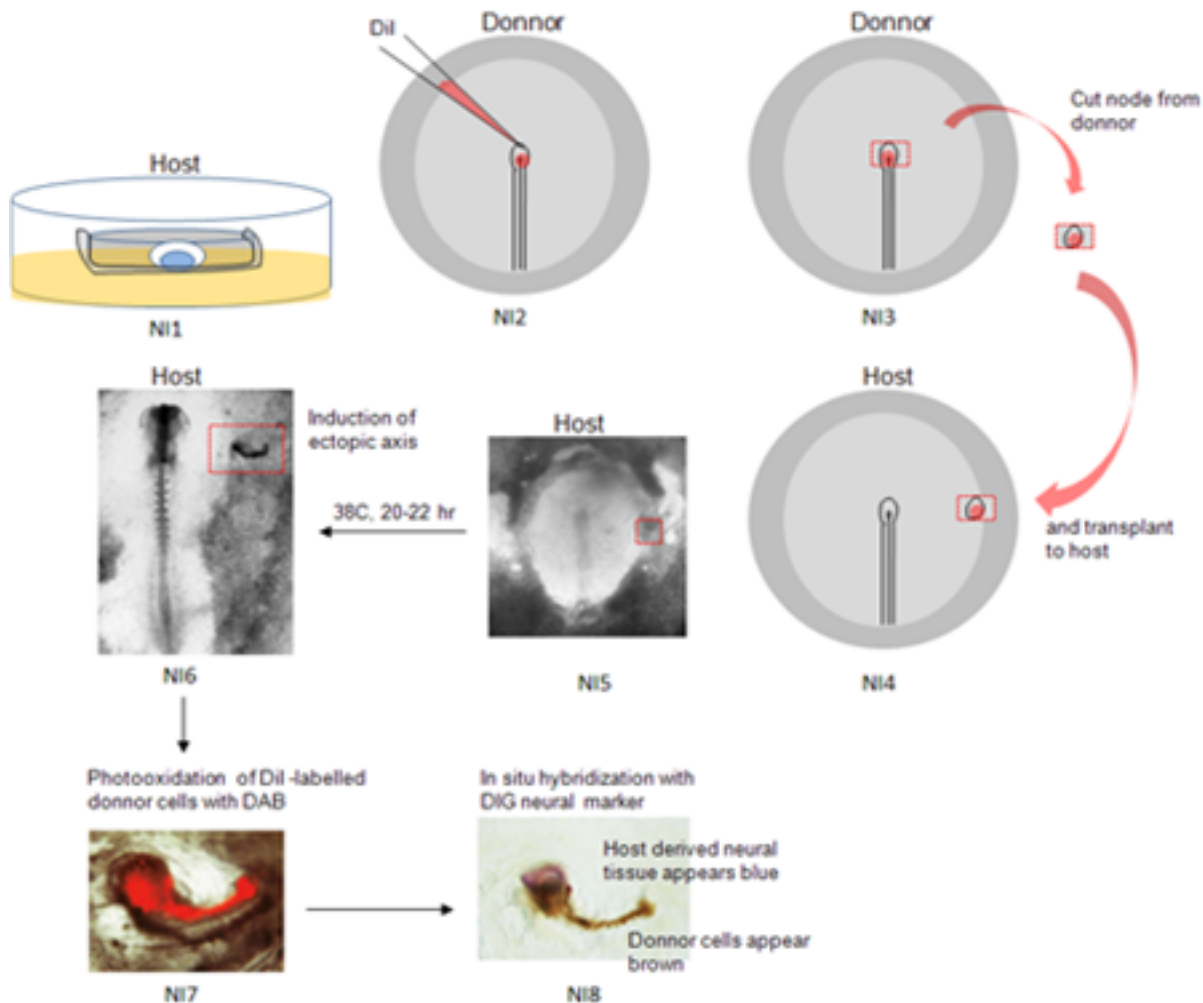 DiI
Donnor
Donnor
Cut node from
donnor
Host
NI1
NI2
NI3
Host
Induction of
ectopic axis
Host
Host
38C, 20-22 hr
and transplant
to host
NI6
NI5
NI4
Photooxidation of DiI -labelled
donnor cells with DAB
In situ hybridization with
DIG neural marker
Host derived neural
tissue appears blue
Donnor cells appear
brown
NI7
NI8